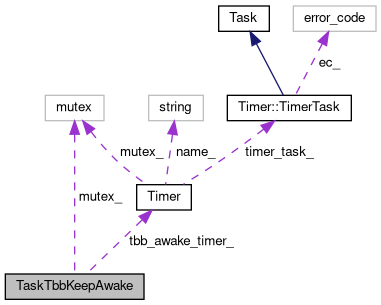 Task
error_code
ec_
mutex
string
Timer::TimerTask
mutex_
name_
timer_task_
mutex_
Timer
tbb_awake_timer_
TaskTbbKeepAwake